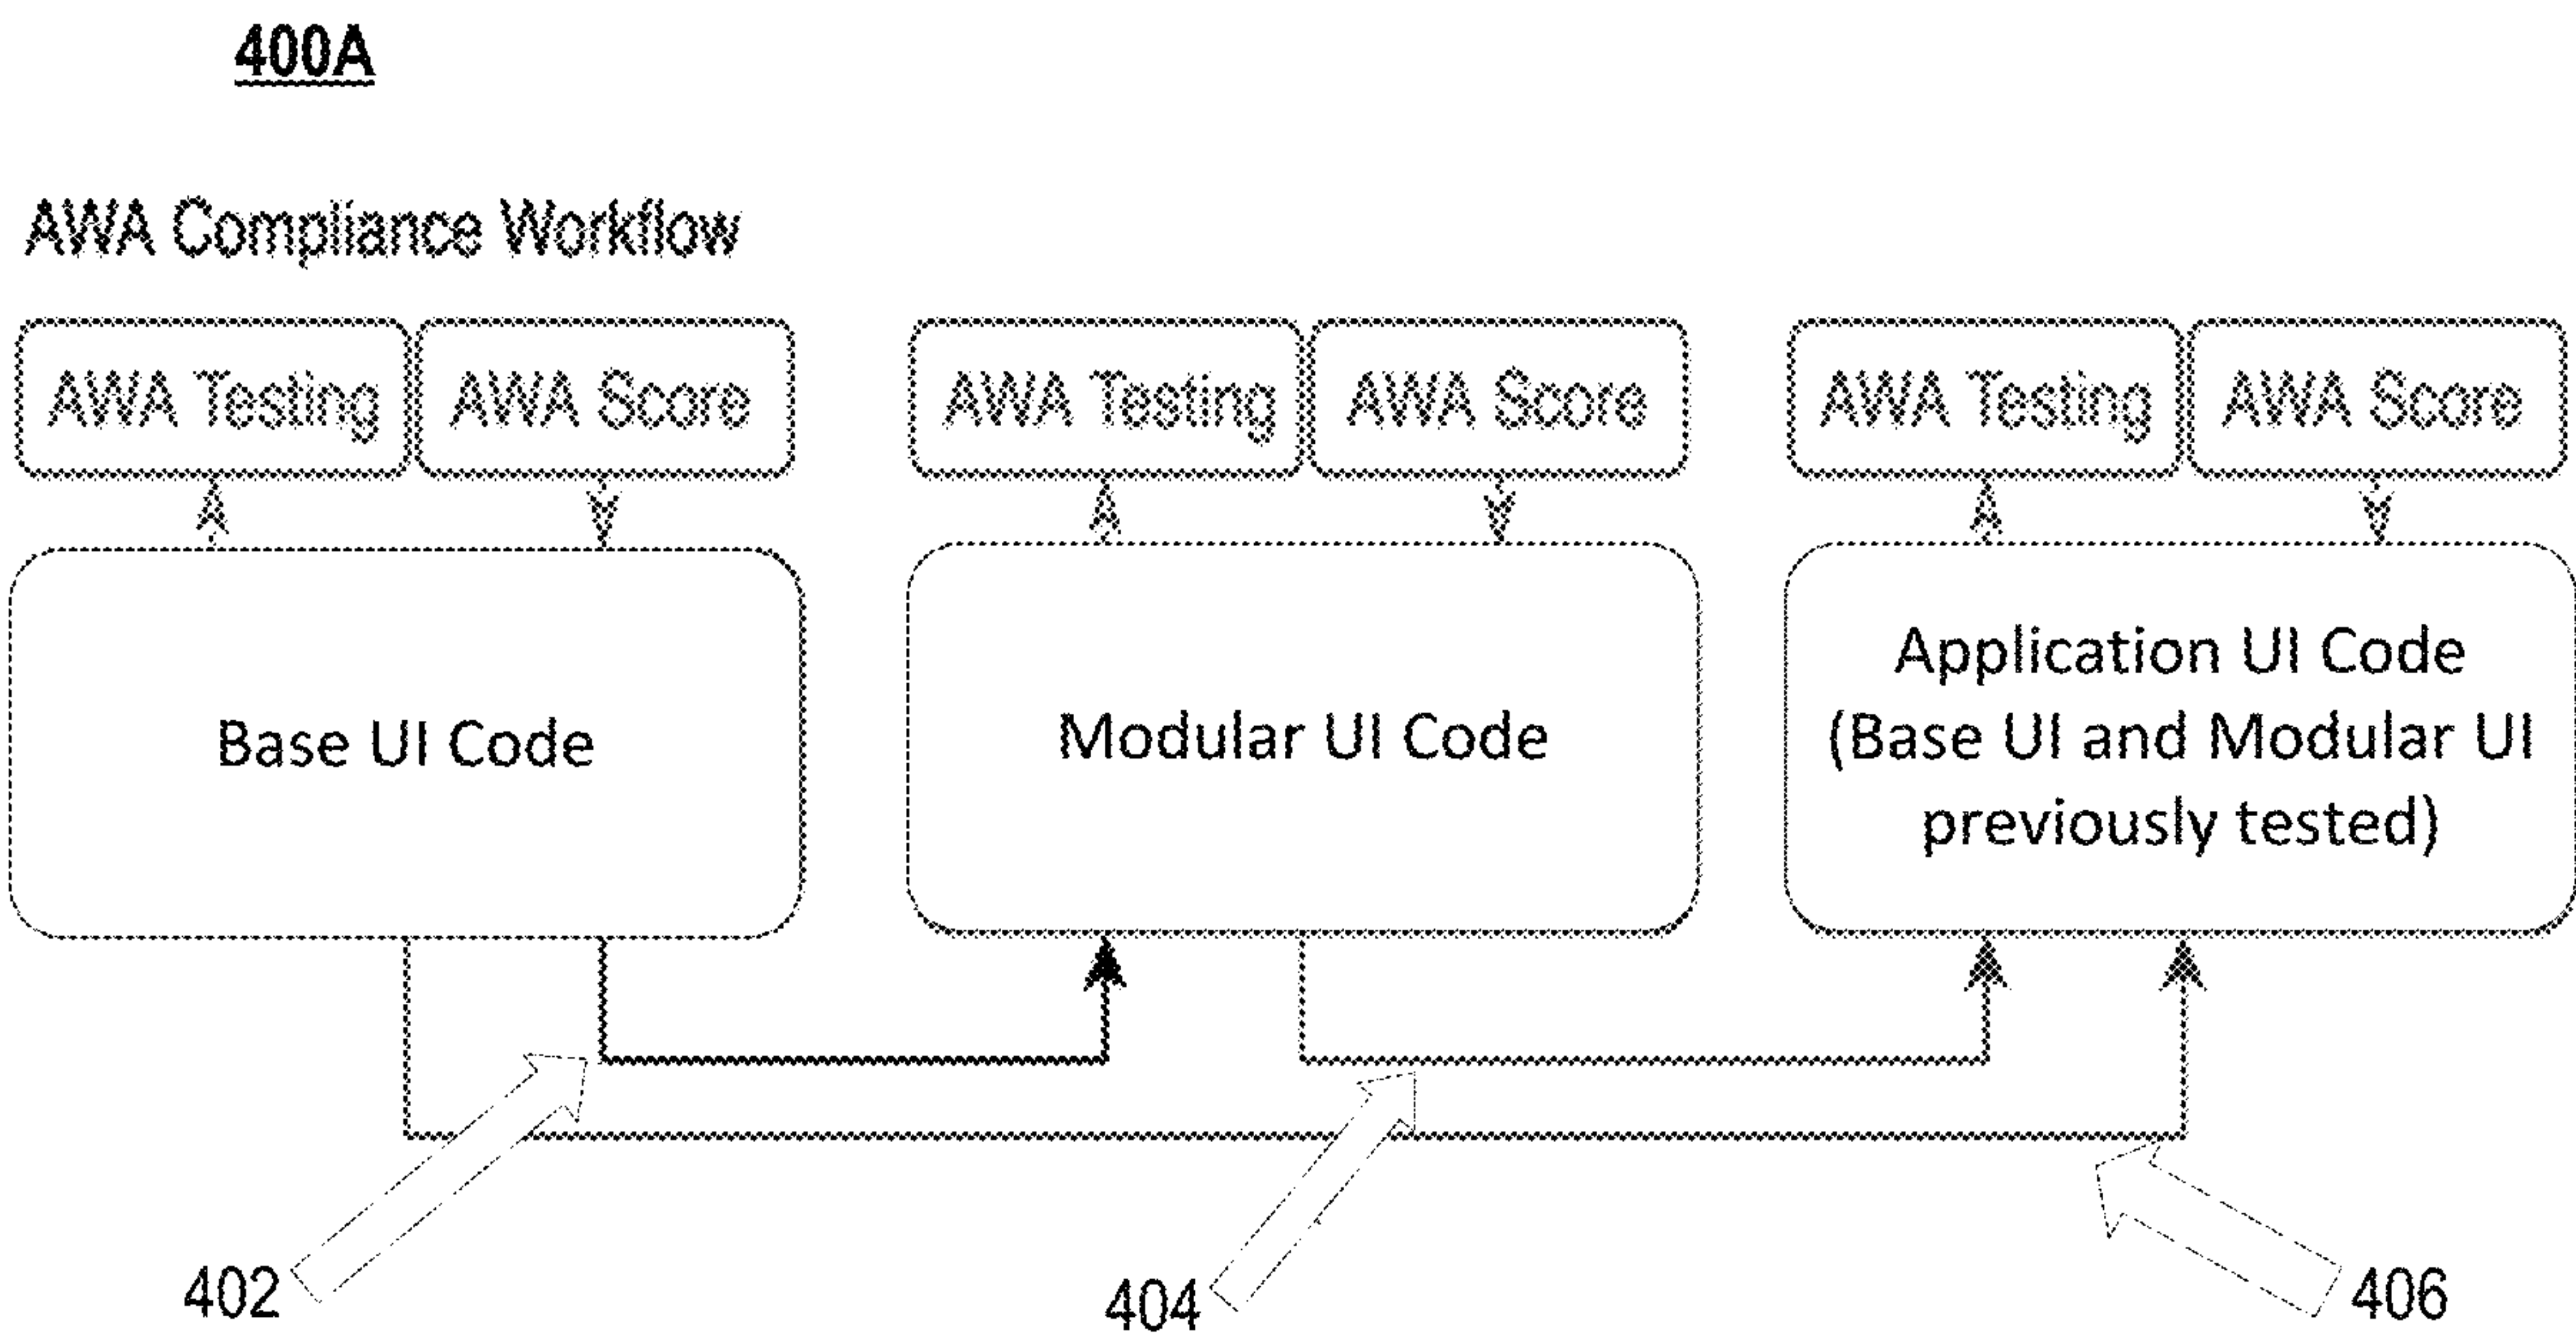 400A
AWA Compliance Workflow
AWA Testing
AWA Score
AWA Testing
AWA Score
AWA Testing
AWA Score
Base UI Code
Modular UI Code
Application UI Code
(Base UI and Modular UI
previously tested)
402
404
406